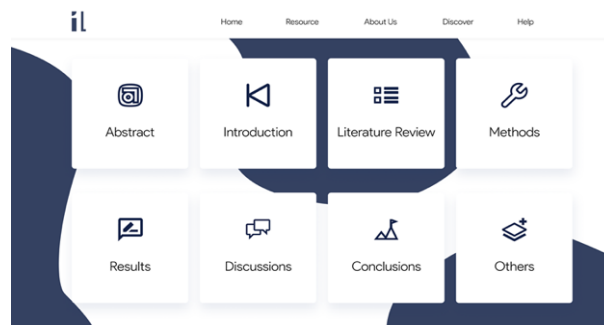 il
Home Resource About Us Discover Help
Abstract Introduction Literature Review Methods
Results Discussions Conclusions Others